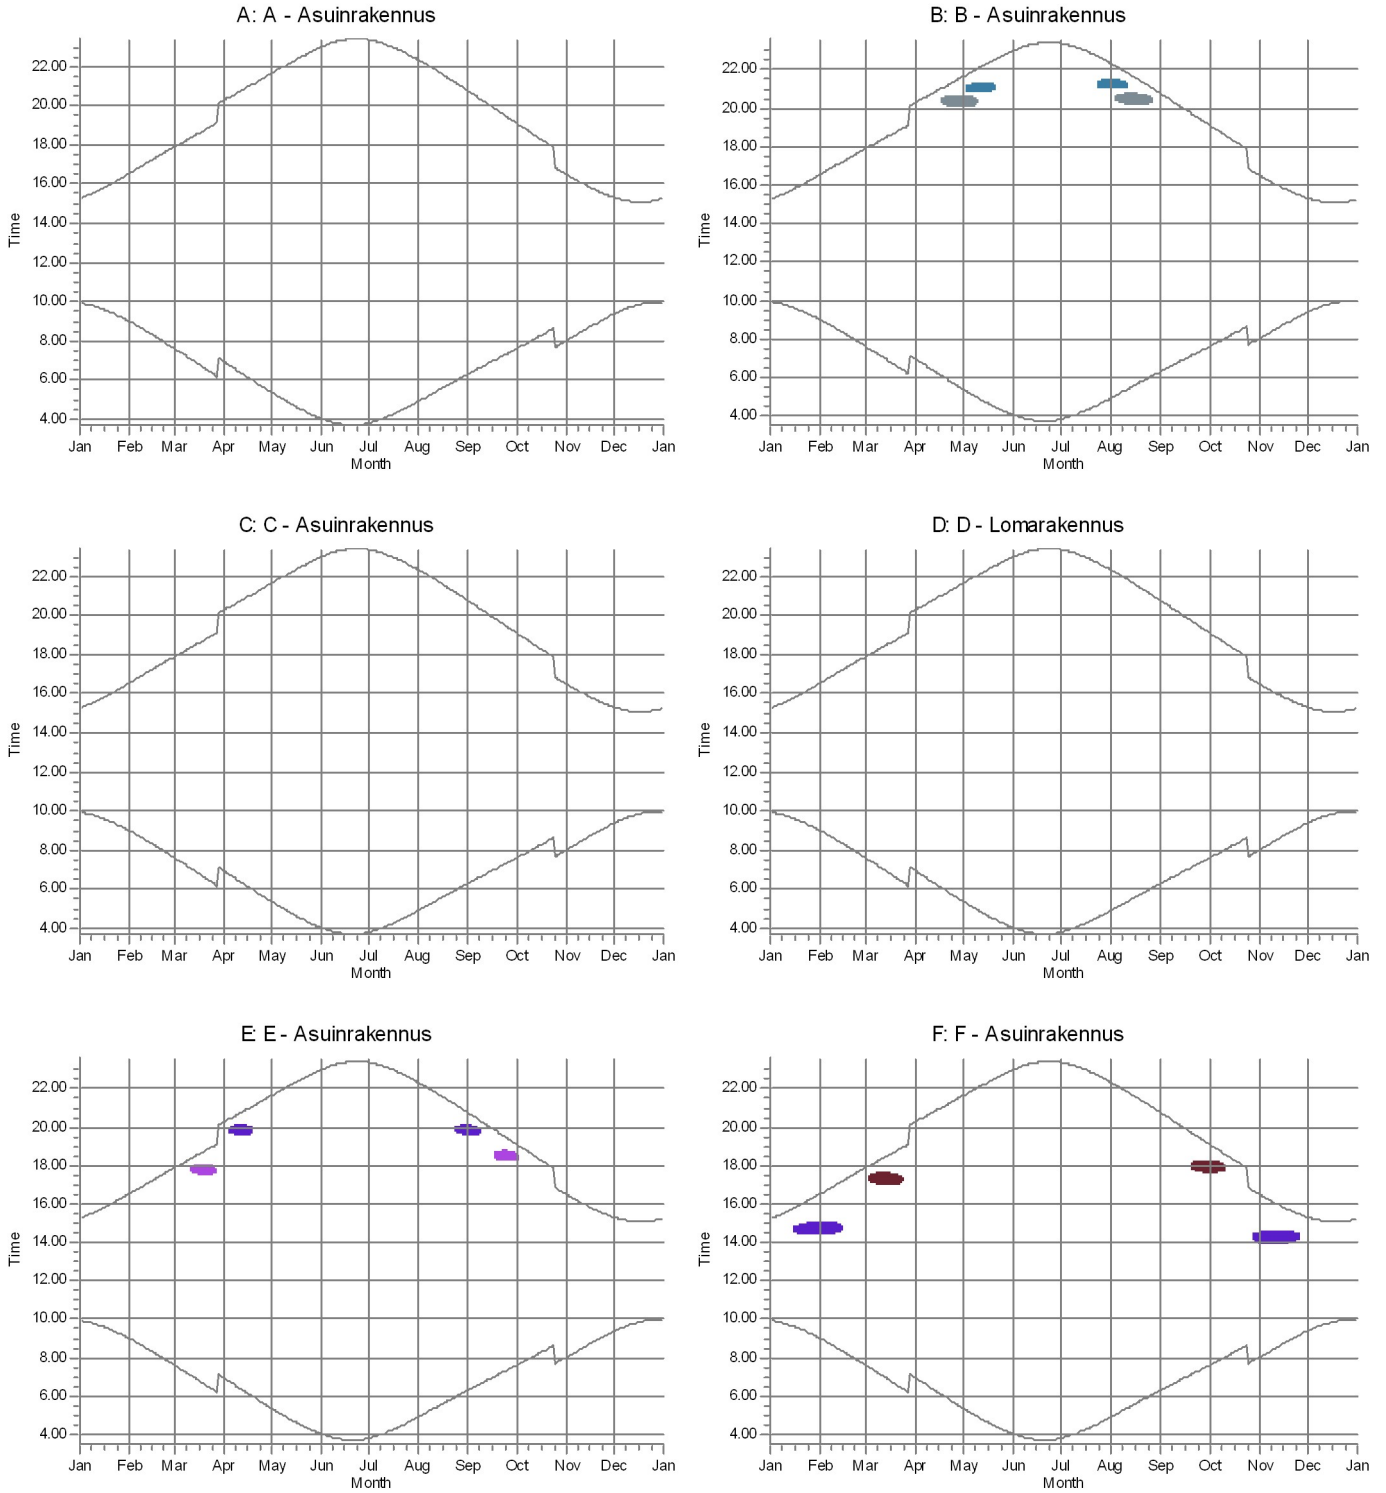 A: A - Asuinrakennus
B: B - Asuinrakennus
22.00
20.00
18.00
16.00
14.00
12.00
10.00
8.00
6.00
4.00
Time
Jan Feb Mar Apr May Jun Jul Aug Sep Oct Nov Dec Jan
Month
22.00
20.00
18.00
16.00
14.00
12.00
10.00
8.00
6.00
4.00
Time
Jan Feb Mar Apr May Jun Jul Aug Sep Oct Nov Dec Jan
Month
C: C - Asuinrakennus
D: D - Lomarakennus
22.00
20.00
18.00
16.00
14.00
12.00
10.00
8.00
6.00
4.00
Time
Jan Feb Mar Apr May Jun Jul Aug Sep Oct Nov Dec Jan
Month
22.00
20.00
18.00
16.00
14.00
12.00
10.00
8.00
6.00
4.00
Time
Jan Feb Mar Apr May Jun Jul Aug Sep Oct Nov Dec Jan
Month
E: E - Asuinrakennus
F: F - Asuinrakennus
22.00
20.00
18.00
16.00
14.00
12.00
10.00
8.00
6.00
4.00
Time
Jan Feb Mar Apr May Jun Jul Aug Sep Oct Nov Dec Jan
Month
22.00
20.00
18.00
16.00
14.00
12.00
10.00
8.00
6.00
4.00
Time
Jan Feb Mar Apr May Jun Jul Aug Sep Oct Nov Dec Jan
Month